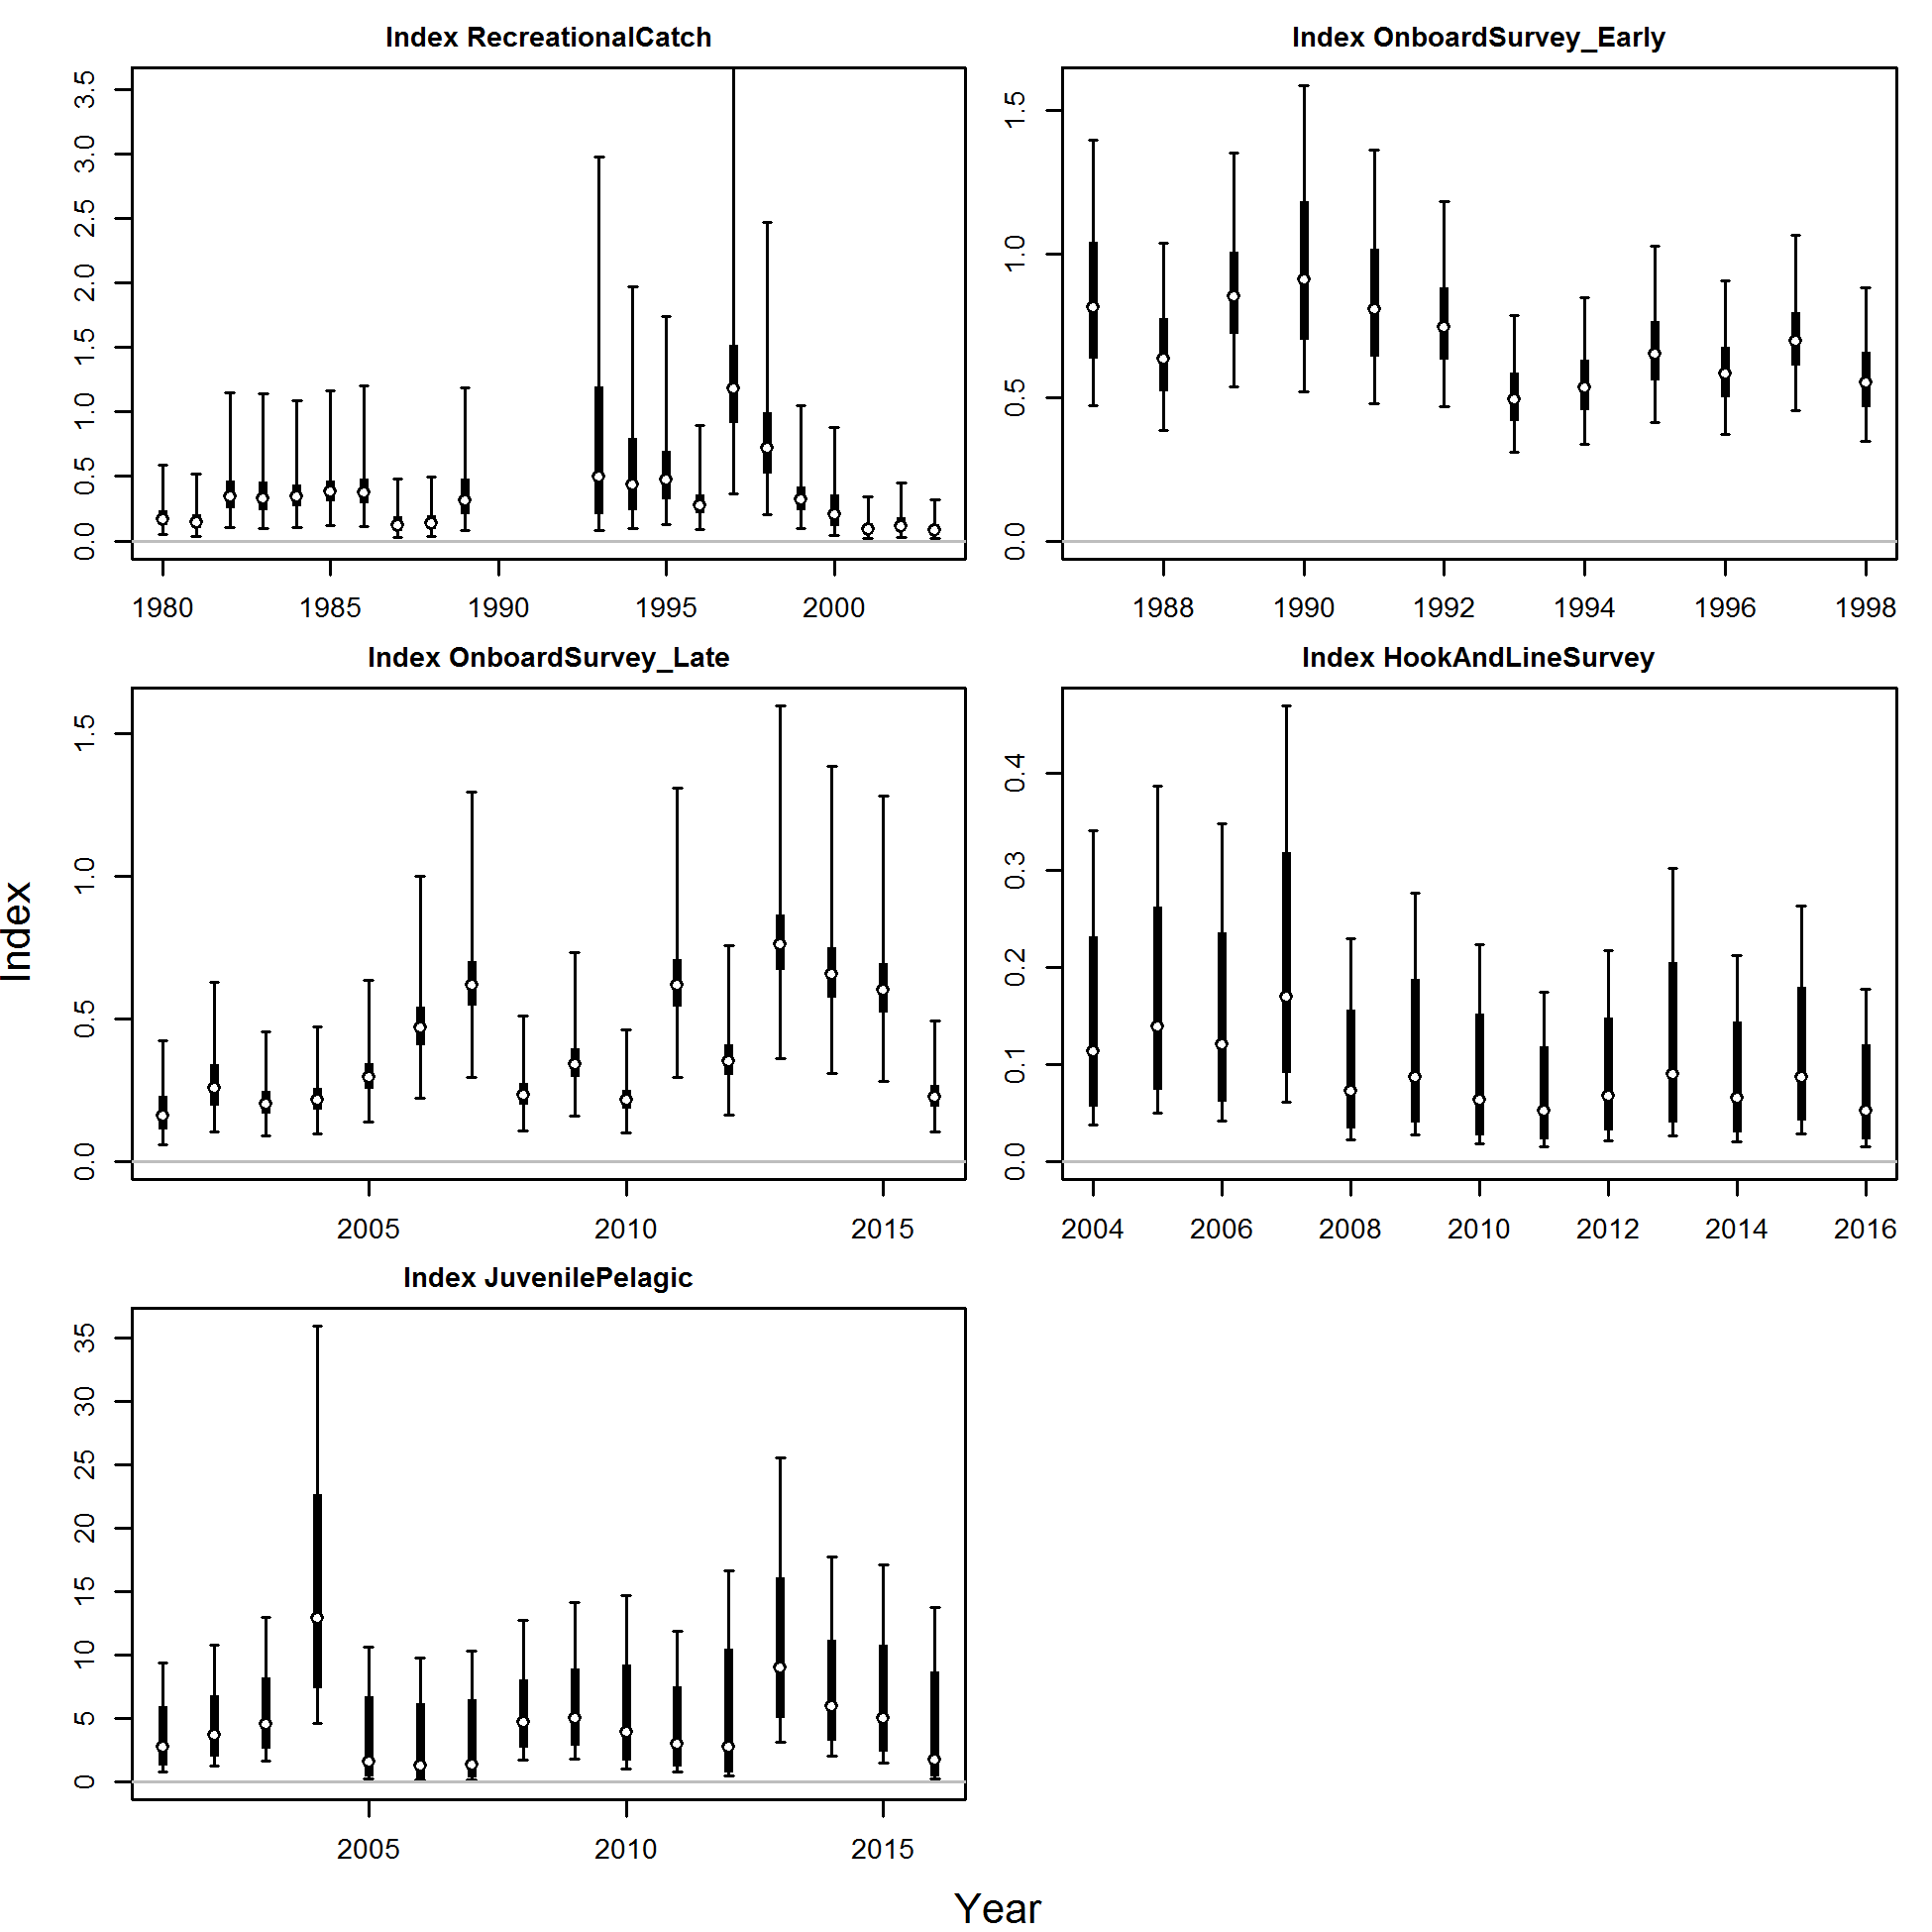 Index RecreationalCatch
3.5
3.0
2.5
2.0
1.5
1.0
0.5
0.0
1980 1985 1990 1995 2000
Index OnboardSurvey_Early
1.5
1.0
0.5
0.0
1988 1990 1992 1994 1996 1998
Index OnboardSurvey_Late
1.5
1.0
0.5
0.0
2005 2010 2015
Index HookAndLineSurvey
0.4
0.3
0.2
0.1
0.0
2004 2006 2008 2010 2012 2014 2016
Index JuvenilePelagic
35
30
25
20
15
10
5
0
2005 2010 2015
Index
Year